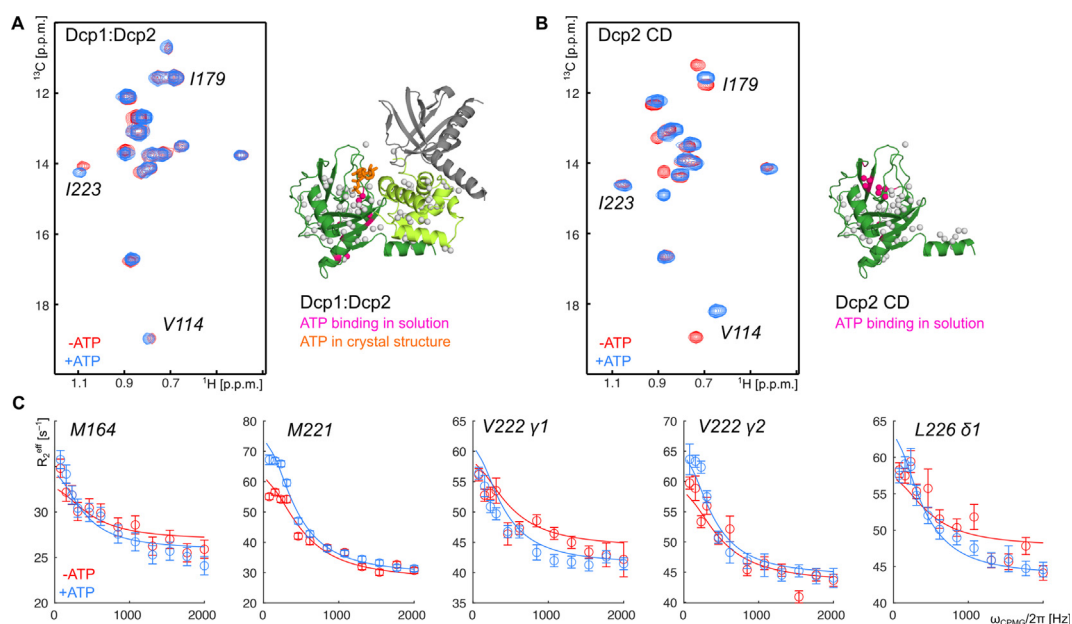 A
Dcp1:Dcp2
¹³C [p.p.m.]
12
14
16
18
I179
I223
V114
-ATP
+ATP
1.1
0.9
0.7
¹H [p.p.m.]
Dcp1:Dcp2
ATP binding in solution
ATP in crystal structure
B
Dcp2 CD
¹³C [p.p.m.]
12
14
16
18
I179
I223
V114
-ATP
+ATP
1.1
0.9
0.7
¹H [p.p.m.]
Dcp2 CD
ATP binding in solution
C
R₂ᵉᶠᶠ [s⁻¹]
M164
35
30
25
20
-ATP
+ATP
0 1000 2000
M221
80
70
60
50
40
30
20
0 1000 2000
V222 γ1
65
60
55
50
45
40
35
0 1000 2000
V222 γ2
70
65
60
55
50
45
40
0 1000 2000
L226 δ1
65
60
55
50
45
40
0 1000 2000
ωCPMG/2π [Hz]